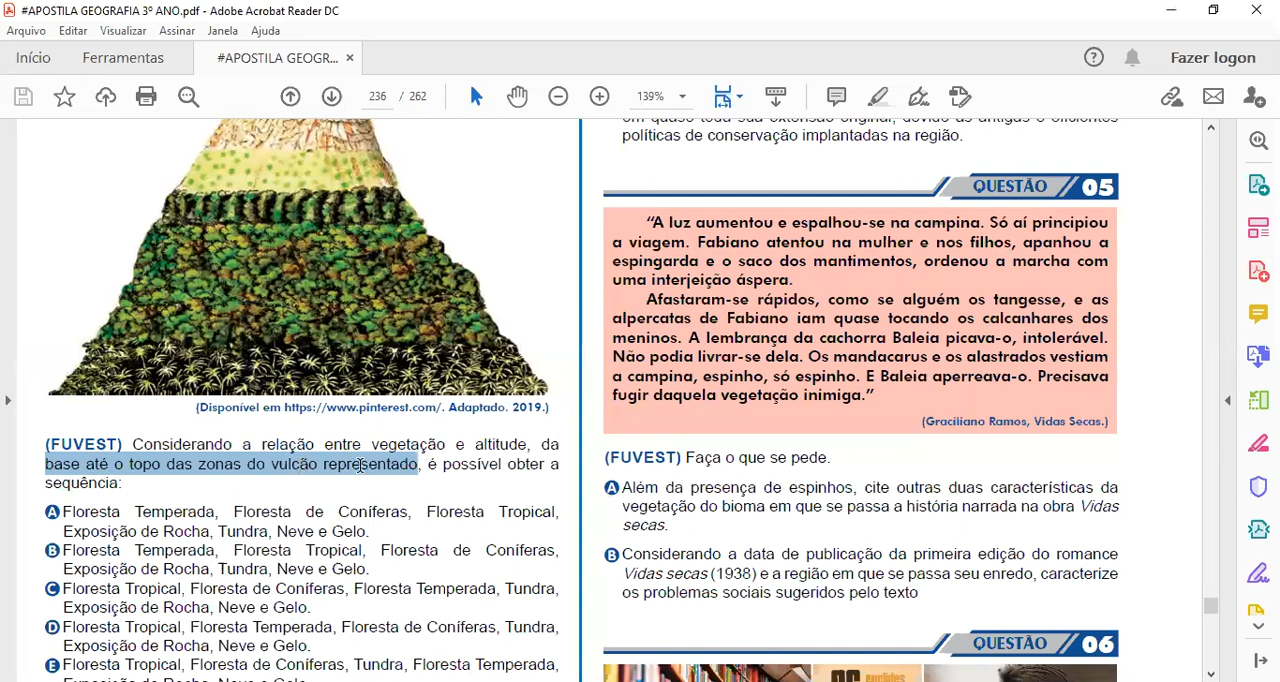 #APOSTILA GEOGRAFIA 3º ANO.pdf - Adobe Acrobat Reader DC
Arquivo Editar Visualizar Assinar Janela Ajuda
Início Ferramentas #APOSTILA GEOGR... × Fazer logon
236 / 262 139%
(Disponível em https://www.pinterest.com/. Adaptado. 2019.)
(FUVEST) Considerando a relação entre vegetação e altitude, da
base até o topo das zonas do vulcão representado, é possível obter a
sequência:
A Floresta Temperada, Floresta de Coníferas, Floresta Tropical,
Exposição de Rocha, Tundra, Neve e Gelo.
B Floresta Temperada, Floresta Tropical, Floresta de Coníferas,
Exposição de Rocha, Tundra, Neve e Gelo.
C Floresta Tropical, Floresta de Coníferas, Floresta Temperada, Tundra,
Exposição de Rocha, Neve e Gelo.
D Floresta Tropical, Floresta Temperada, Floresta de Coníferas, Tundra,
Exposição de Rocha, Neve e Gelo.
E Floresta Tropical, Floresta de Coníferas, Tundra, Floresta Temperada,
em quase toda sua extensão original, devido às antigas e eficientes
políticas de conservação implantadas na região.
QUESTÃO 05
"A luz aumentou e espalhou-se na campina. Só aí principiou
a viagem. Fabiano atentou na mulher e nos filhos, apanhou a
espingarda e o saco dos mantimentos, ordenou a marcha com
uma interjeição áspera.
Afastaram-se rápidos, como se alguém os tangesse, e as
alpercatas de Fabiano iam quase tocando os calcanhares dos
meninos. A lembrança da cachorra Baleia picava-o, intolerável.
Não podia livrar-se dela. Os mandacarus e os alastrados vestiam
a campina, espinho, só espinho. E Baleia aperreava-o. Precisava
fugir daquela vegetação inimiga."
(Graciliano Ramos, Vidas Secas.)
(FUVEST) Faça o que se pede.
A Além da presença de espinhos, cite outras duas características da
vegetação do bioma em que se passa a história narrada na obra Vidas
secas.
B Considerando a data de publicação da primeira edição do romance
Vidas secas (1938) e a região em que se passa seu enredo, caracterize
os problemas sociais sugeridos pelo texto
QUESTÃO 06
euclides